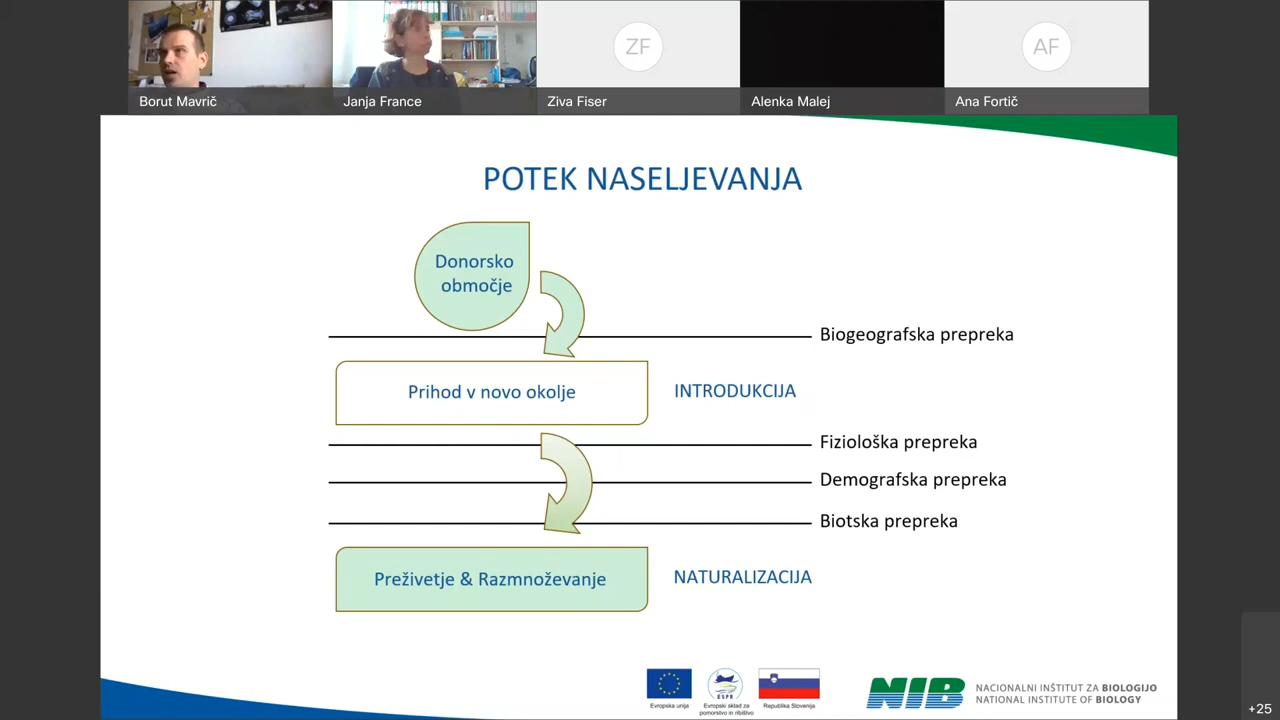 ZF
AF
Borut Mavrič
Janja France
Ziva Fiser
Alenka Malej
Ana Fortič
POTEK NASELJEVANJA
Donorsko
območje
Biogeografska prepreka
Prihod v novo okolje
INTRODUKCIJA
Fiziološka prepreka
Demografska prepreka
Biotska prepreka
Preživetje & Razmnoževanje
NATURALIZACIJA
Evropska unija
ESPR
Evropski sklad za
pomorstvo in ribištvo
Republika Slovenija
NIB
NACIONALNI INŠTITUT ZA BIOLOGIJO
NATIONAL INSTITUTE OF BIOLOGY
+25